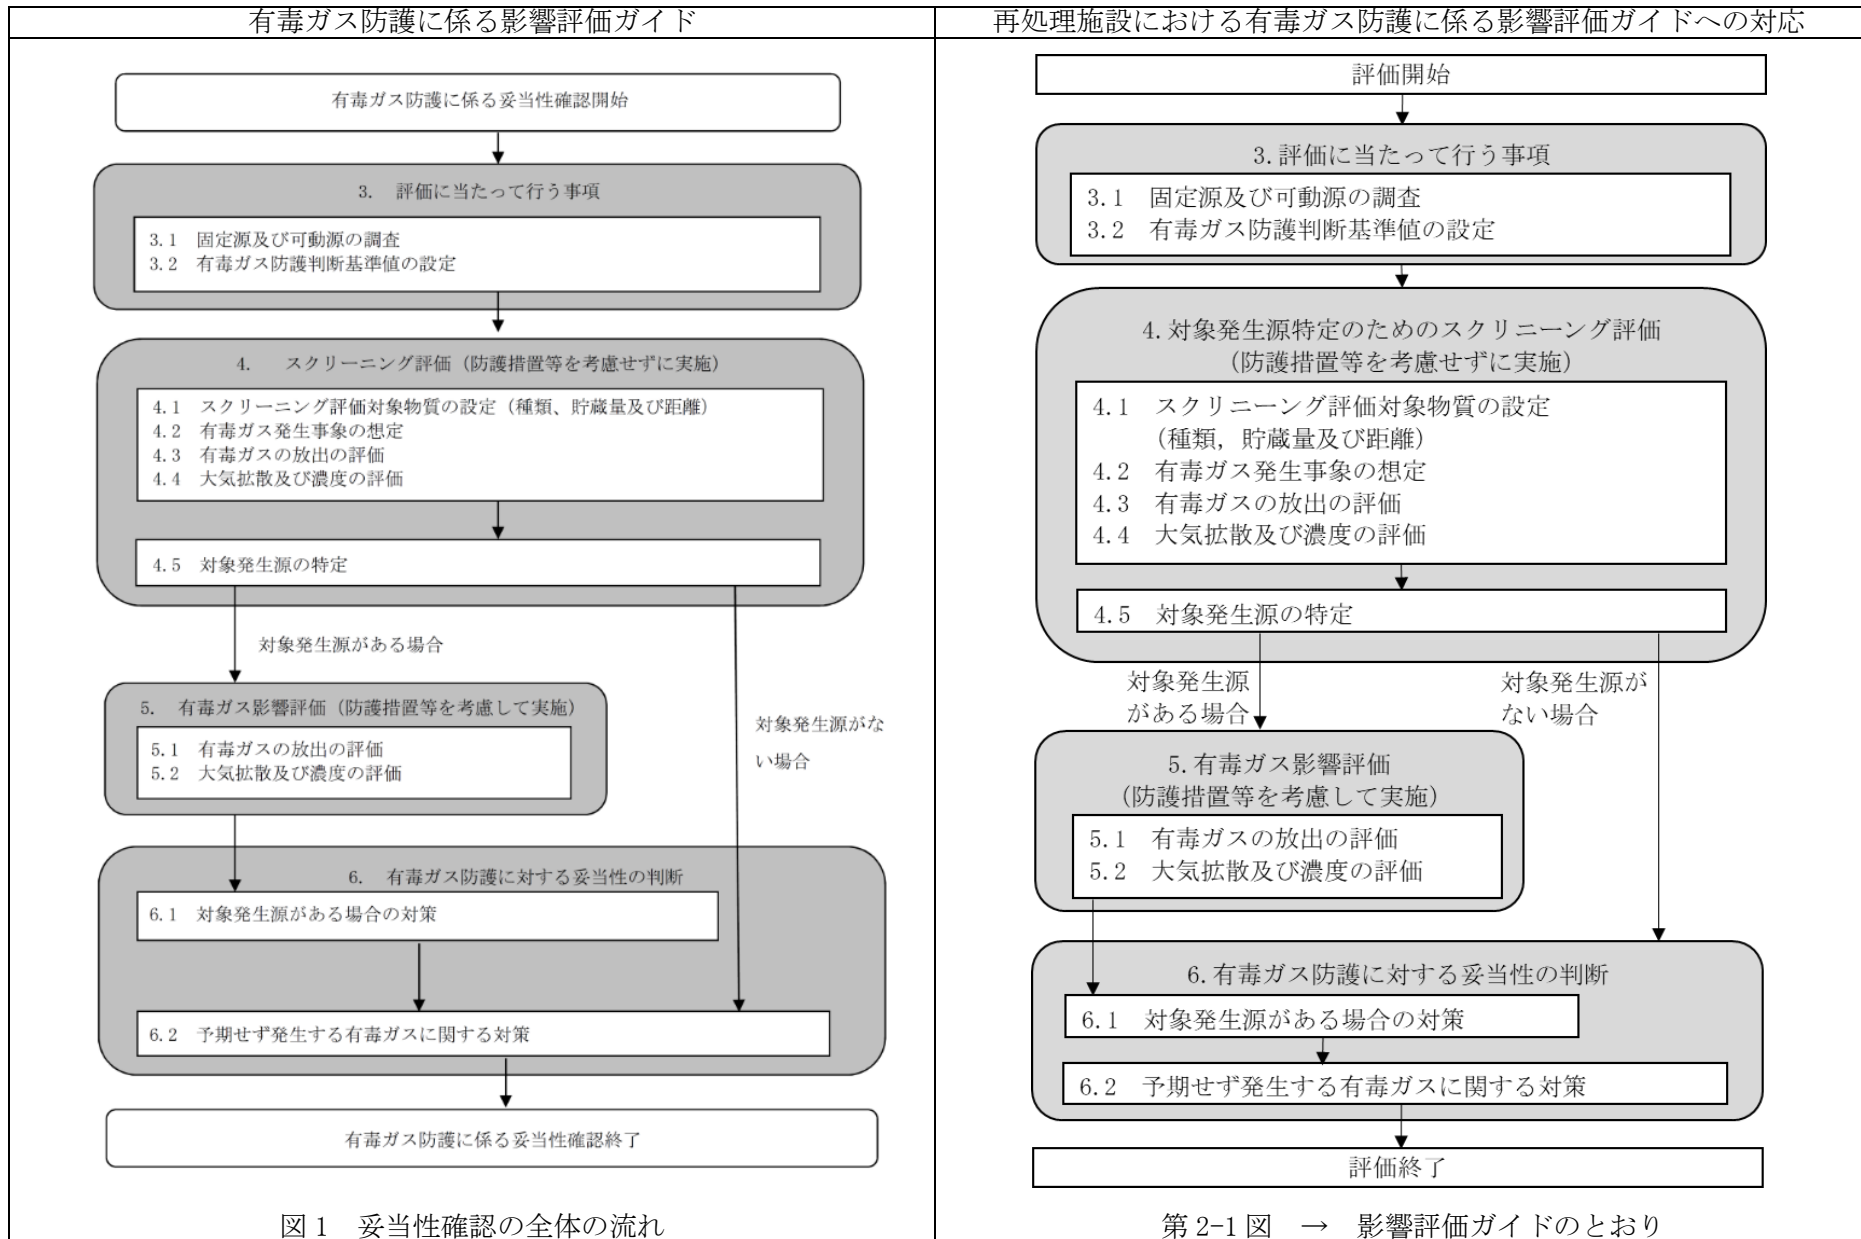 有毒ガス防護に係る影響評価ガイド
有毒ガス防護に係る妥当性確認開始
3. 評価に当たって行う事項
3.1 固定源及び可動源の調査
3.2 有毒ガス防護判断基準値の設定
4. スクリーニング評価（防護措置等を考慮せずに実施）
4.1 スクリーニング評価対象物質の設定（種類、貯蔵量及び距離）
4.2 有毒ガス発生事象の想定
4.3 有毒ガスの放出の評価
4.4 大気拡散及び濃度の評価
4.5 対象発生源の特定
対象発生源がある場合
5. 有毒ガス影響評価（防護措置等を考慮して実施）
5.1 有毒ガスの放出の評価
5.2 大気拡散及び濃度の評価
対象発生源がな
い場合
6. 有毒ガス防護に対する妥当性の判断
6.1 対象発生源がある場合の対策
6.2 予期せず発生する有毒ガスに関する対策
有毒ガス防護に係る妥当性確認終了
図1 妥当性確認の全体の流れ
再処理施設における有毒ガス防護に係る影響評価ガイドへの対応
評価開始
3.評価に当たって行う事項
3.1 固定源及び可動源の調査
3.2 有毒ガス防護判断基準値の設定
4.対象発生源特定のためのスクリニーング評価
（防護措置等を考慮せずに実施）
4.1 スクリニーング評価対象物質の設定
（種類，貯蔵量及び距離）
4.2 有毒ガス発生事象の想定
4.3 有毒ガスの放出の評価
4.4 大気拡散及び濃度の評価
4.5 対象発生源の特定
対象発生源
がある場合
対象発生源が
ない場合
5.有毒ガス影響評価
（防護措置等を考慮して実施）
5.1 有毒ガスの放出の評価
5.2 大気拡散及び濃度の評価
6.有毒ガス防護に対する妥当性の判断
6.1 対象発生源がある場合の対策
6.2 予期せず発生する有毒ガスに関する対策
評価終了
第2-1図 → 影響評価ガイドのとおり